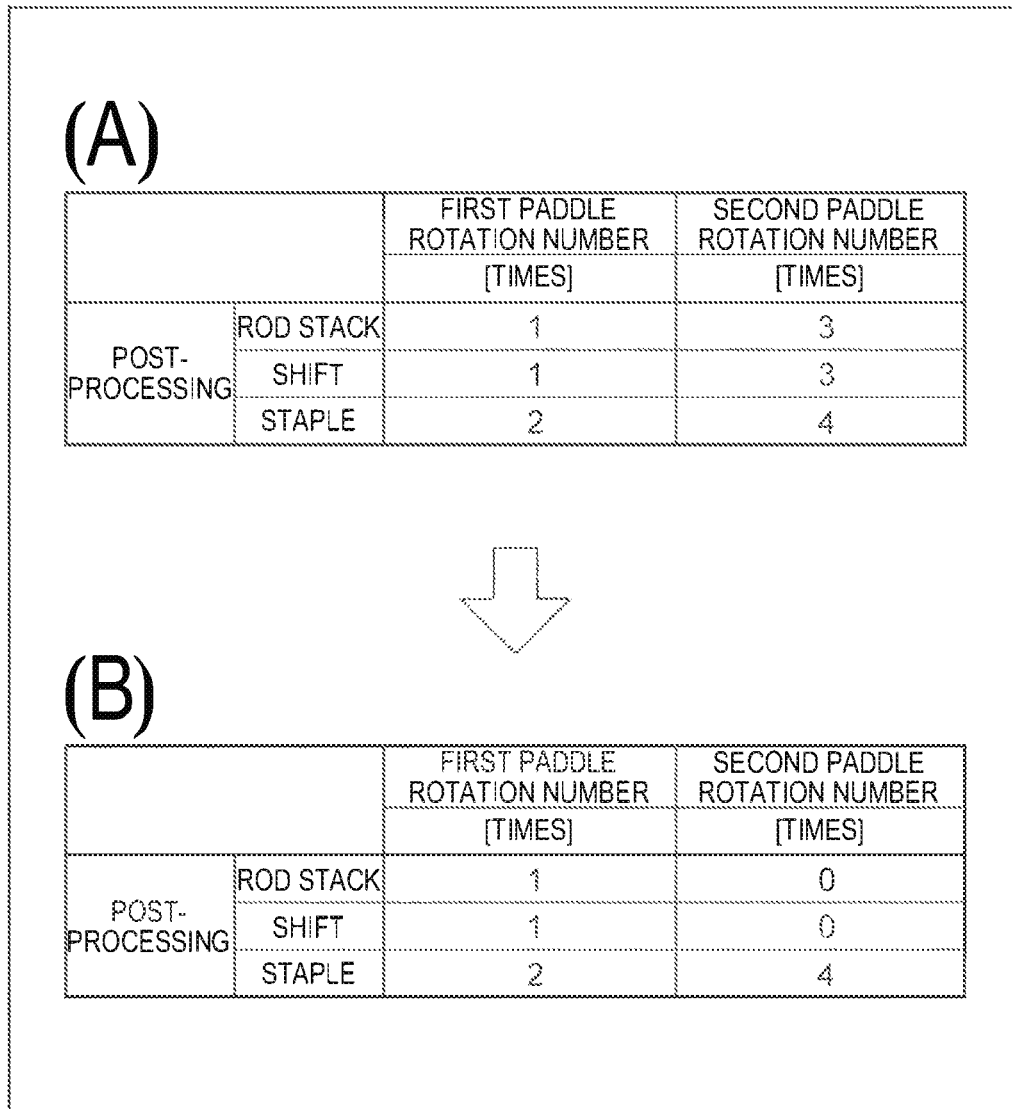 (A)
FIRST PADDLE SECOND PADDLE
ROTATION NUMBER ROTATION NUMBER
[TIMES] [TIMES]
POST-
PROCESSING
ROD STACK 1 3
SHIFT 1 3
STAPLE 2 4
(B)
FIRST PADDLE SECOND PADDLE
ROTATION NUMBER ROTATION NUMBER
[TIMES] [TIMES]
POST-
PROCESSING
ROD STACK 1 0
SHIFT 1 0
STAPLE 2 4